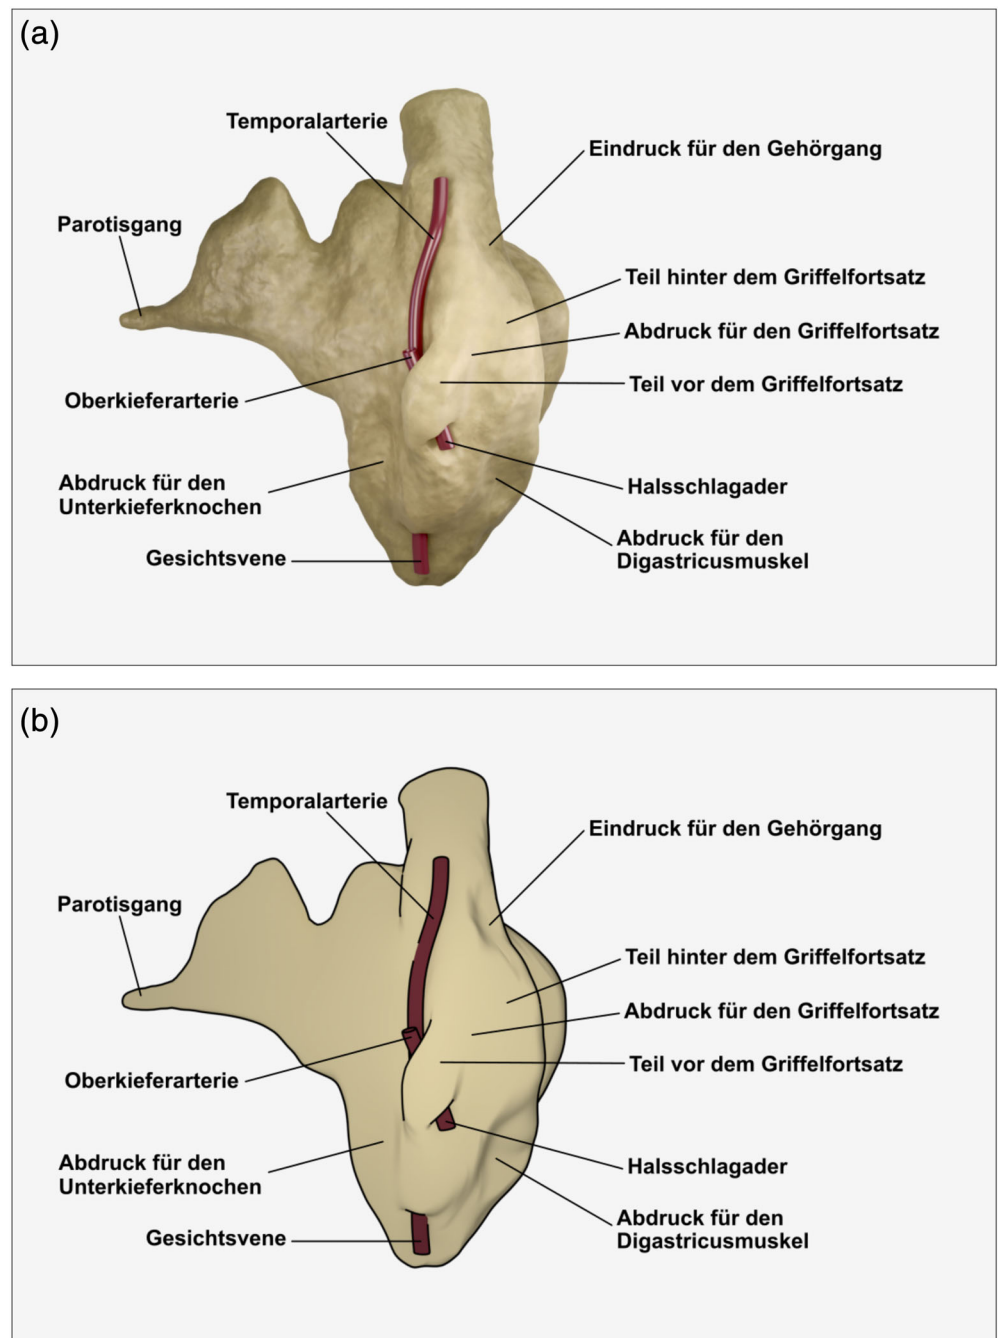 (a)
Temporalarterie
Eindruck für den Gehörgang
Parotisgang
Teil hinter dem Griffelfortsatz
Abdruck für den Griffelfortsatz
Teil vor dem Griffelfortsatz
Oberkieferarterie
Abdruck für den
Unterkieferknochen
Halsschlagader
Abdruck für den
Digastricusmuskel
Gesichtsvene
(b)
Temporalarterie
Eindruck für den Gehörgang
Parotisgang
Teil hinter dem Griffelfortsatz
Abdruck für den Griffelfortsatz
Teil vor dem Griffelfortsatz
Oberkieferarterie
Abdruck für den
Unterkieferknochen
Halsschlagader
Abdruck für den
Digastricusmuskel
Gesichtsvene